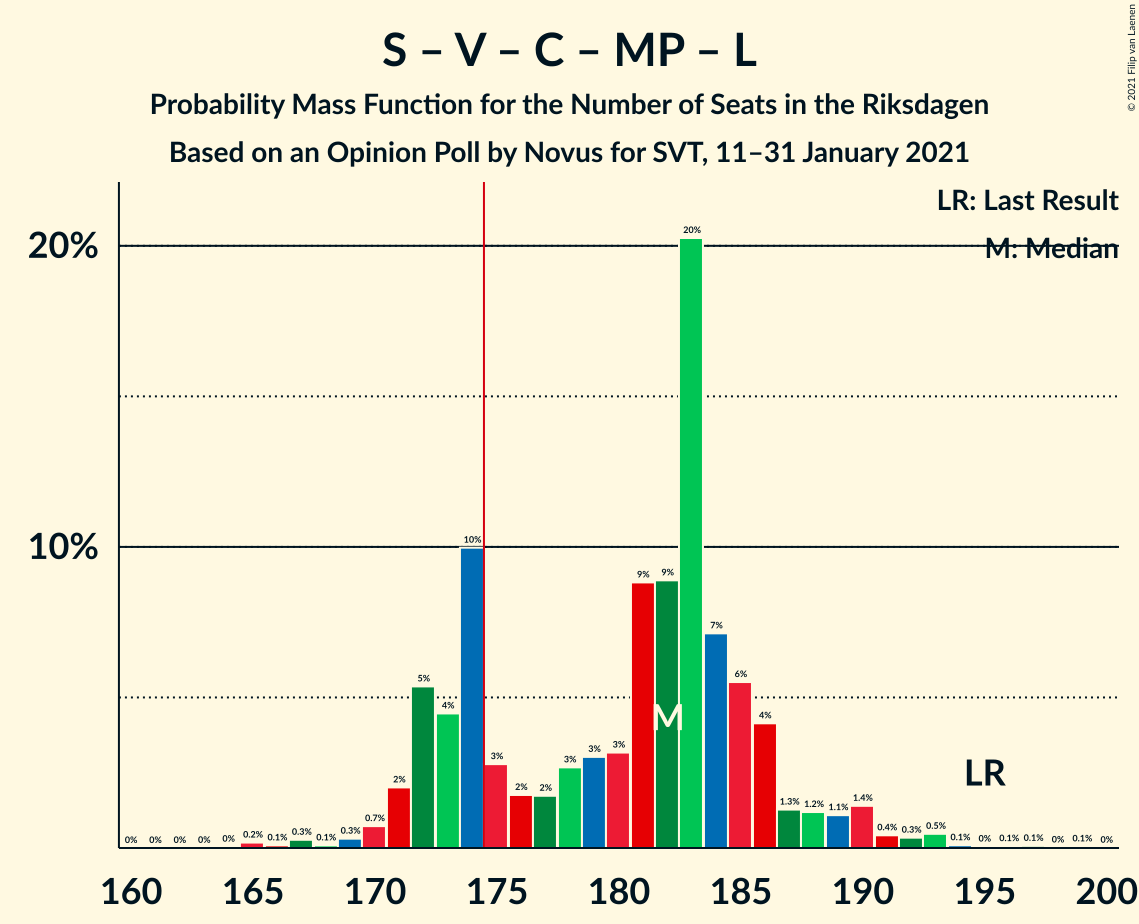 S – V – C – MP – L
Probability Mass Function for the Number of Seats in the Riksdagen
Based on an Opinion Poll by Novus for SVT, 11–31 January 2021
© 2021 Filip van Laenen
LR: Last Result
M: Median
20%
10%
0% 0% 0% 0% 0% 0.2% 0.1% 0.3% 0.1% 0.3% 0.7% 2% 5% 4% 10% 3% 2% 2% 3% 3% 3% 9% 9% 20% 7% 6% 4% 1.3% 1.2% 1.1% 1.4% 0.4% 0.3% 0.5% 0.1% 0% 0.1% 0.1% 0% 0.1% 0%
M
LR
160 165 170 175 180 185 190 195 200